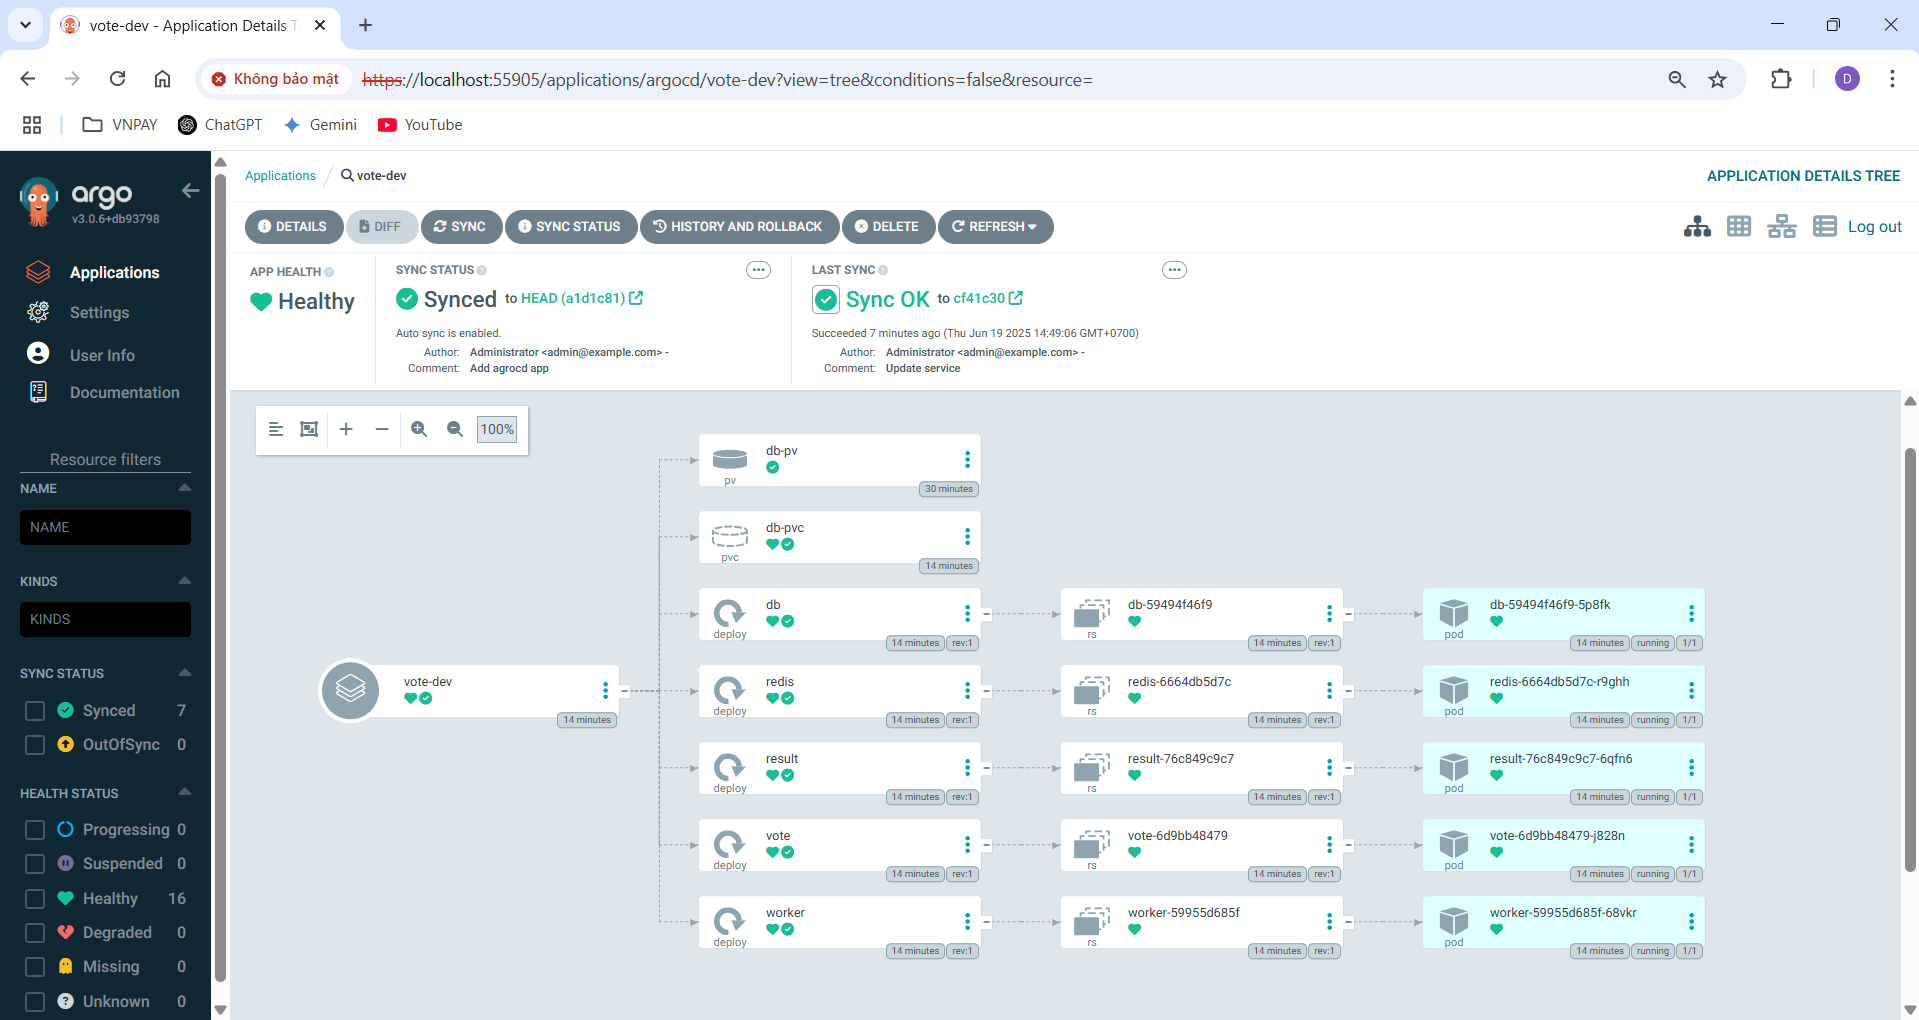 vote-dev - Application Details T
Không bảo mật
https://localhost:55905/applications/argocd/vote-dev?view=tree&conditions=false&resource=
D
VNPAY
ChatGPT
Gemini
YouTube
argo
v3.0.6+db93798
Applications
Settings
User Info
Documentation
Resource filters
NAME
NAME
KINDS
KINDS
SYNC STATUS
Synced 7
OutOfSync 0
HEALTH STATUS
Progressing 0
Suspended 0
Healthy 16
Degraded 0
Missing 0
Unknown 0
Applications / vote-dev
APPLICATION DETAILS TREE
DETAILS
DIFF
SYNC
SYNC STATUS
HISTORY AND ROLLBACK
DELETE
REFRESH
Log out
APP HEALTH
Healthy
SYNC STATUS
Synced to HEAD (a1d1c81)
Auto sync is enabled.
Author: Administrator <admin@example.com> -
Comment: Add agrocd app
LAST SYNC
Sync OK to cf41c30
Succeeded 7 minutes ago (Thu Jun 19 2025 14:49:06 GMT+0700)
Author: Administrator <admin@example.com> -
Comment: Update service
100%
vote-dev
14 minutes
db-pv
pv
30 minutes
db-pvc
pvc
14 minutes
db
deploy
14 minutes rev:1
db-59494f46f9
rs
14 minutes rev:1
db-59494f46f9-5p8fk
pod
14 minutes running 1/1
redis
deploy
14 minutes rev:1
redis-6664db5d7c
rs
14 minutes rev:1
redis-6664db5d7c-r9ghh
pod
14 minutes running 1/1
result
deploy
14 minutes rev:1
result-76c849c9c7
rs
14 minutes rev:1
result-76c849c9c7-6qfn6
pod
14 minutes running 1/1
vote
deploy
14 minutes rev:1
vote-6d9bb48479
rs
14 minutes rev:1
vote-6d9bb48479-j828n
pod
14 minutes running 1/1
worker
deploy
14 minutes rev:1
worker-59955d685f
rs
14 minutes rev:1
worker-59955d685f-68vkr
pod
14 minutes running 1/1